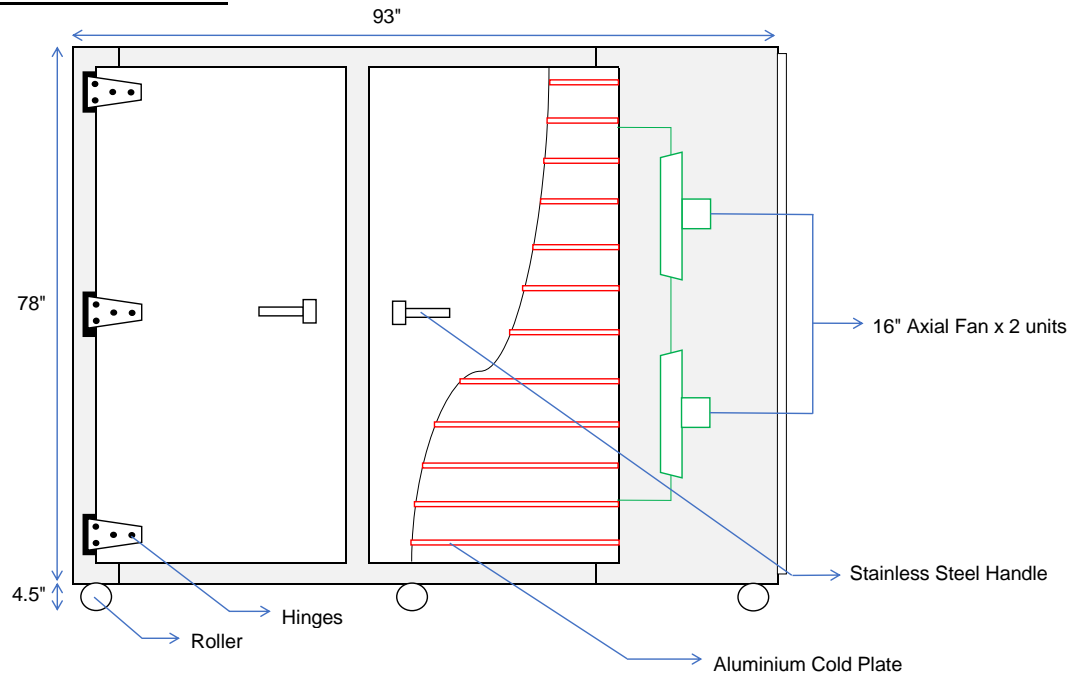 93"
78"
16" Axial Fan x 2 units
Stainless Steel Handle
4.5"
Hinges
Roller
Aluminium Cold Plate